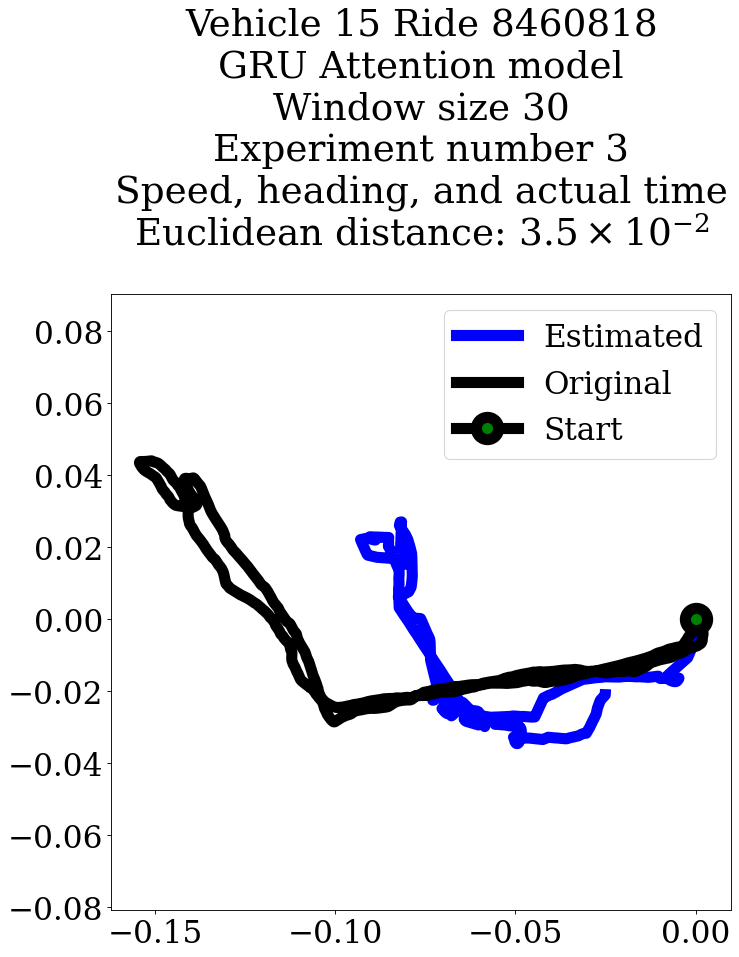 Vehicle 15 Ride 8460818
GRU Attention model
Window size 30
Experiment number 3
Speed, heading, and actual time
Euclidean distance: 3.5 × 10⁻²
Estimated
Original
Start
0.08
0.06
0.04
0.02
0.00
−0.02
−0.04
−0.06
−0.08
−0.15 −0.10 −0.05 0.00